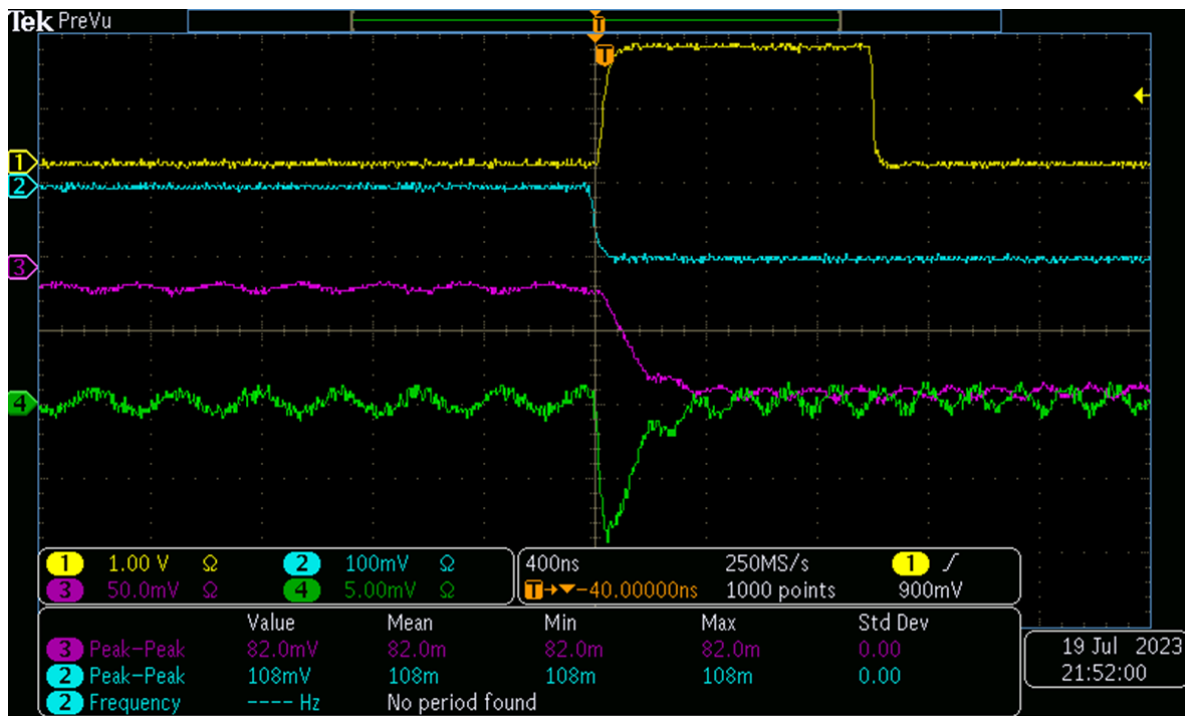 Tek PreVu
T
T
1
2
3
4
1 1.00 V Ω 2 100mV Ω
3 50.0mV Ω 4 5.00mV Ω
400ns 250MS/s 1 /
T→▼−40.00000ns 1000 points 900mV
Value Mean Min Max Std Dev
3 Peak−Peak 82.0mV 82.0m 82.0m 82.0m 0.00
2 Peak−Peak 108mV 108m 108m 108m 0.00
2 Frequency −−−− Hz No period found
19 Jul 2023
21:52:00